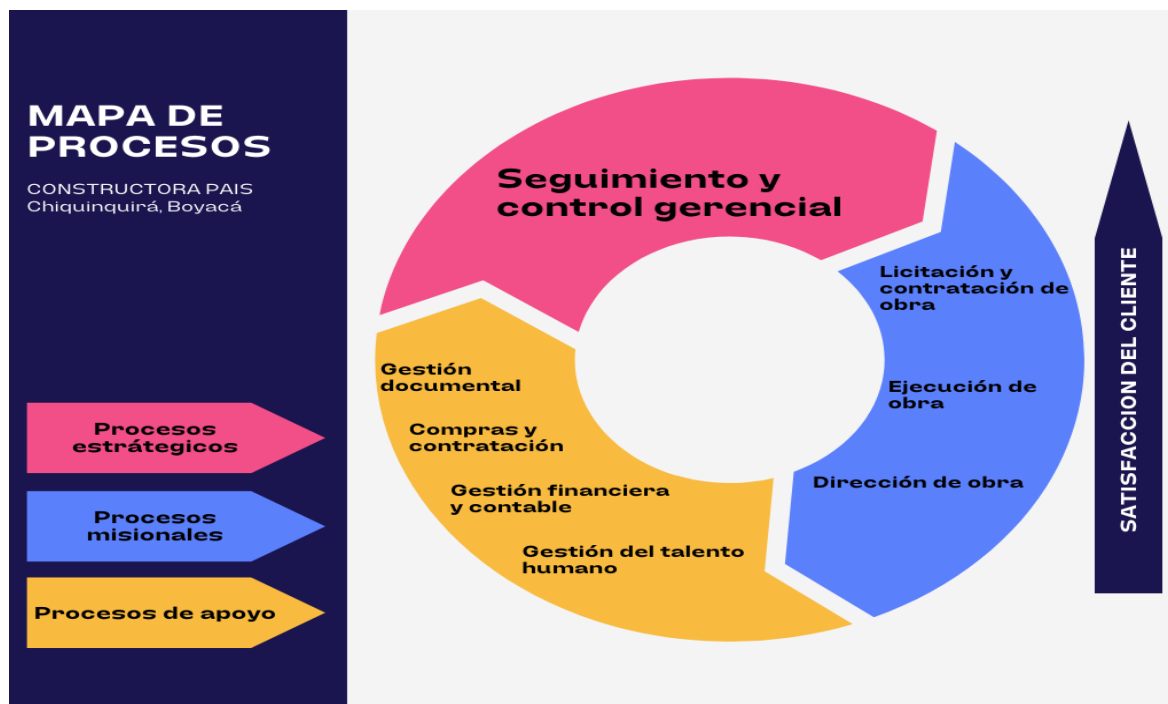 MAPA DE
PROCESOS
CONSTRUCTORA PAIS
Chiquinquirá, Boyacá
Procesos
estrátegicos
Procesos
misionales
Procesos de apoyo
Seguimiento y
control gerencial
Licitación y
contratación de
obra
Ejecución de
obra
Dirección de obra
Gestión
documental
Compras y
contratación
Gestión financiera
y contable
Gestión del talento
humano
SATISFACCION DEL CLIENTE